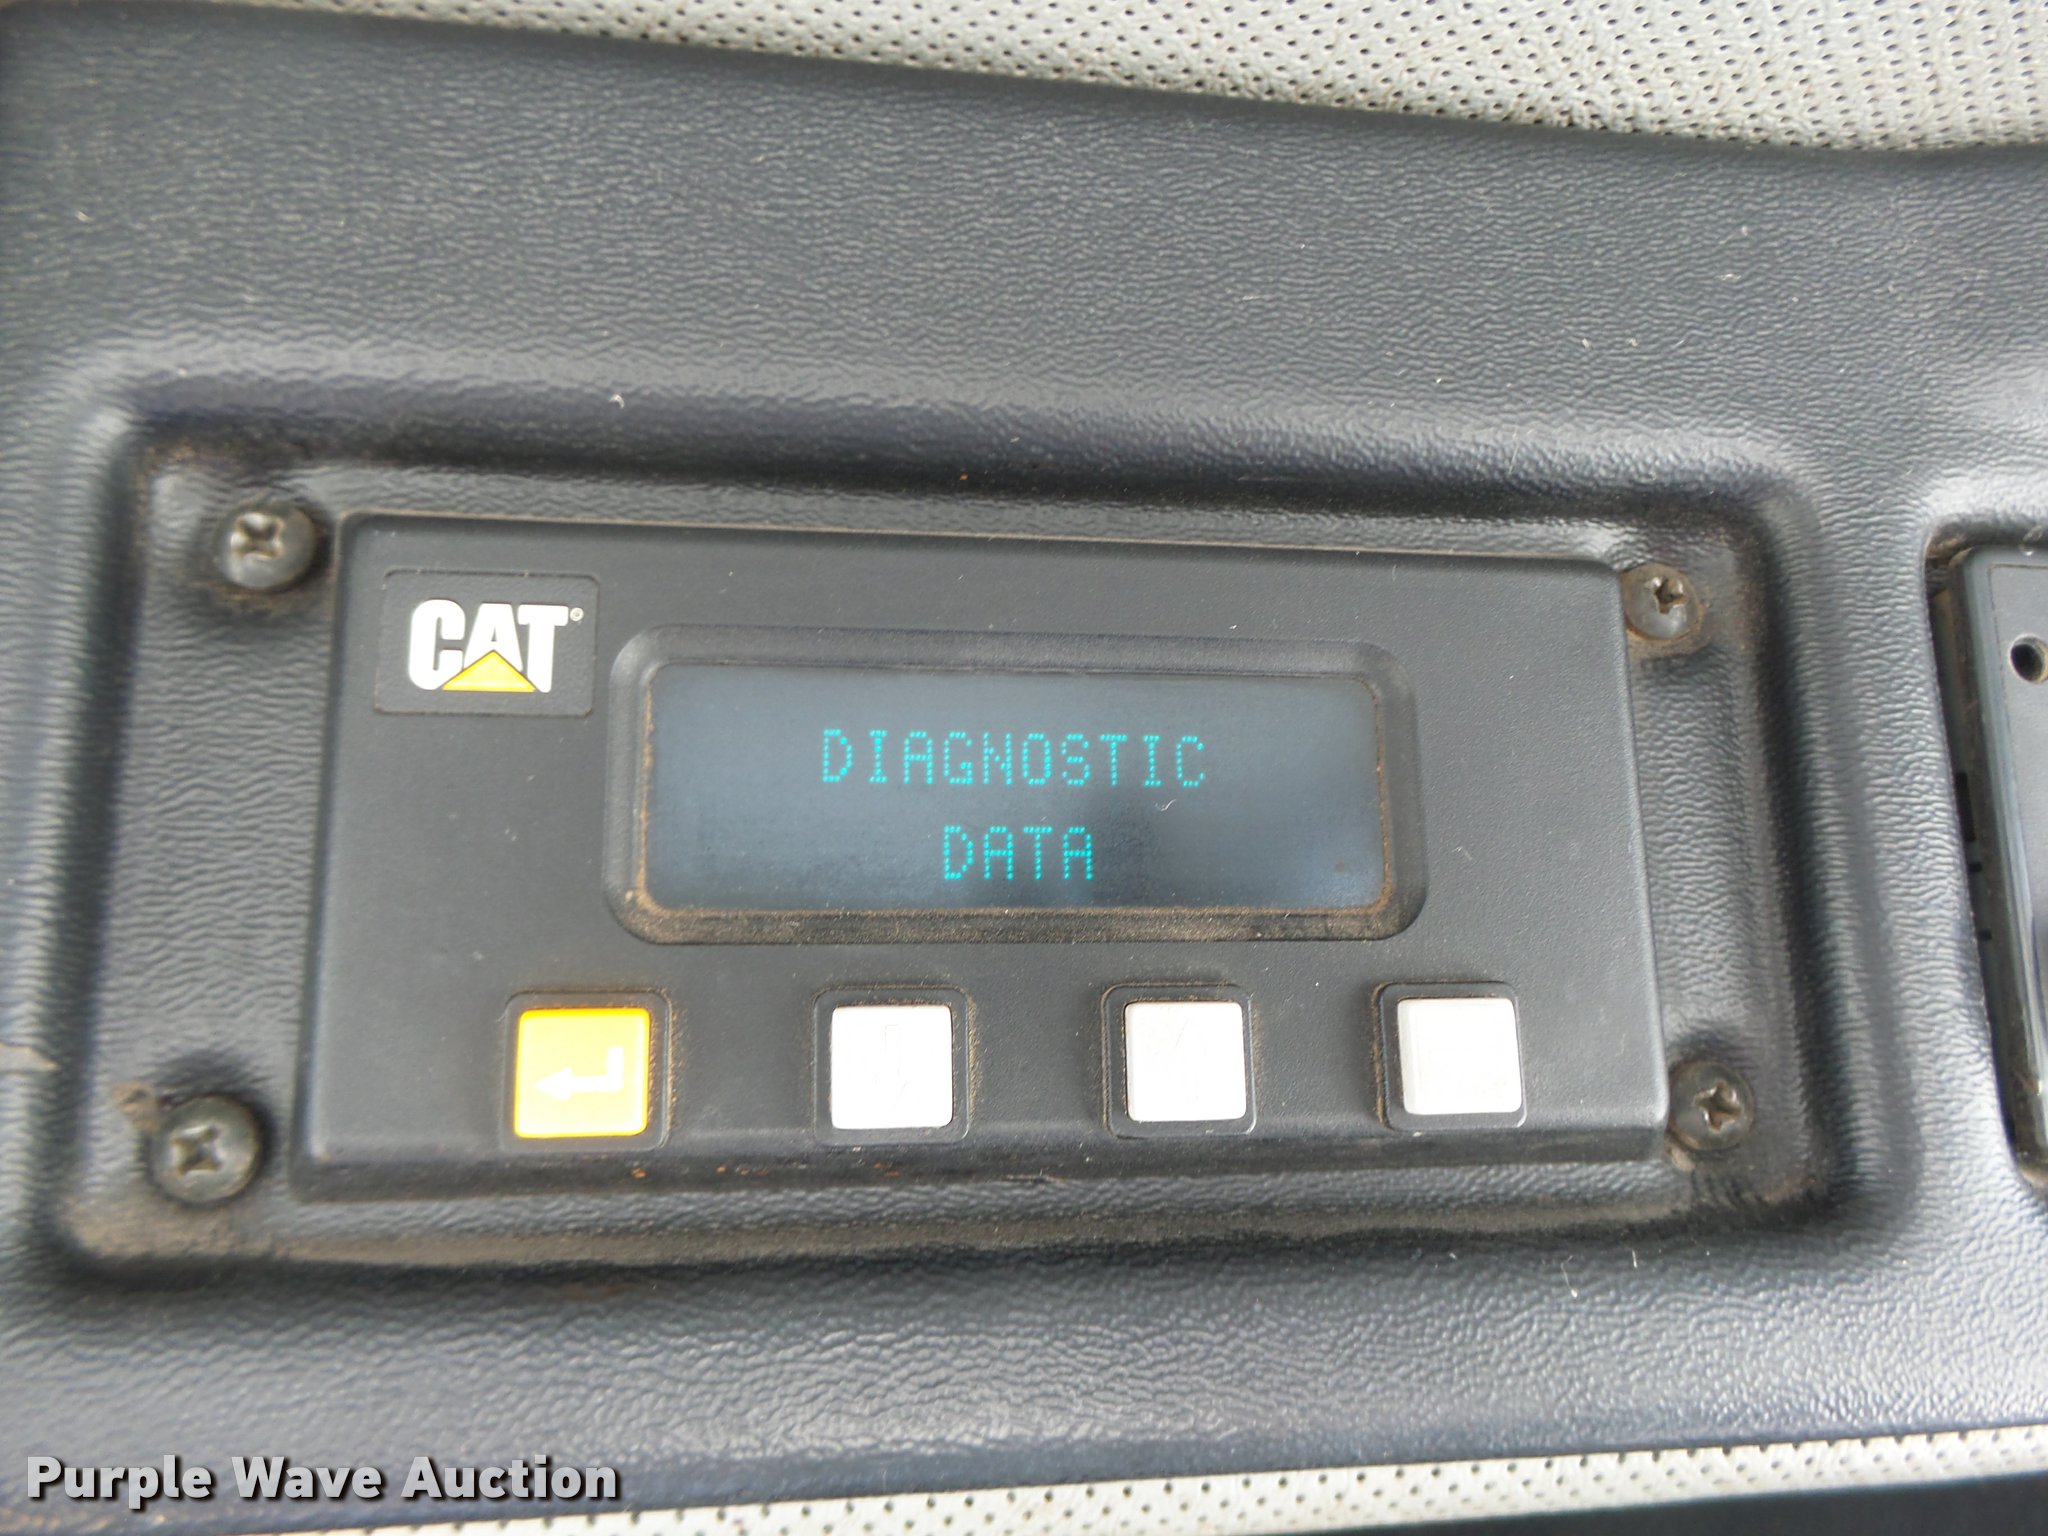 CAT®
DIAGNOSTIC
DATA
Purple Wave Auction